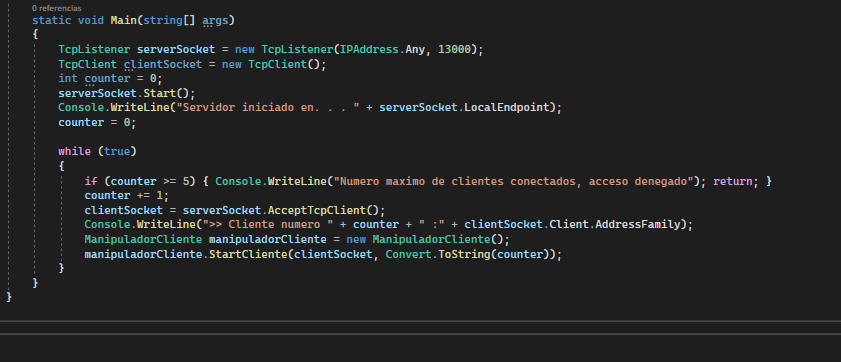 0 referencias
static void Main(string[] args)
{
TcpListener serverSocket = new TcpListener(IPAddress.Any, 13000);
TcpClient clientSocket = new TcpClient();
int counter = 0;
serverSocket.Start();
Console.WriteLine("Servidor iniciado en. . . " + serverSocket.LocalEndpoint);
counter = 0;
while (true)
{
if (counter >= 5) { Console.WriteLine("Numero maximo de clientes conectados, acceso denegado"); return; }
counter += 1;
clientSocket = serverSocket.AcceptTcpClient();
Console.WriteLine(">> Cliente numero " + counter + " :" + clientSocket.Client.AddressFamily);
ManipuladorCliente manipuladorCliente = new ManipuladorCliente();
manipuladorCliente.StartCliente(clientSocket, Convert.ToString(counter));
}
}
}